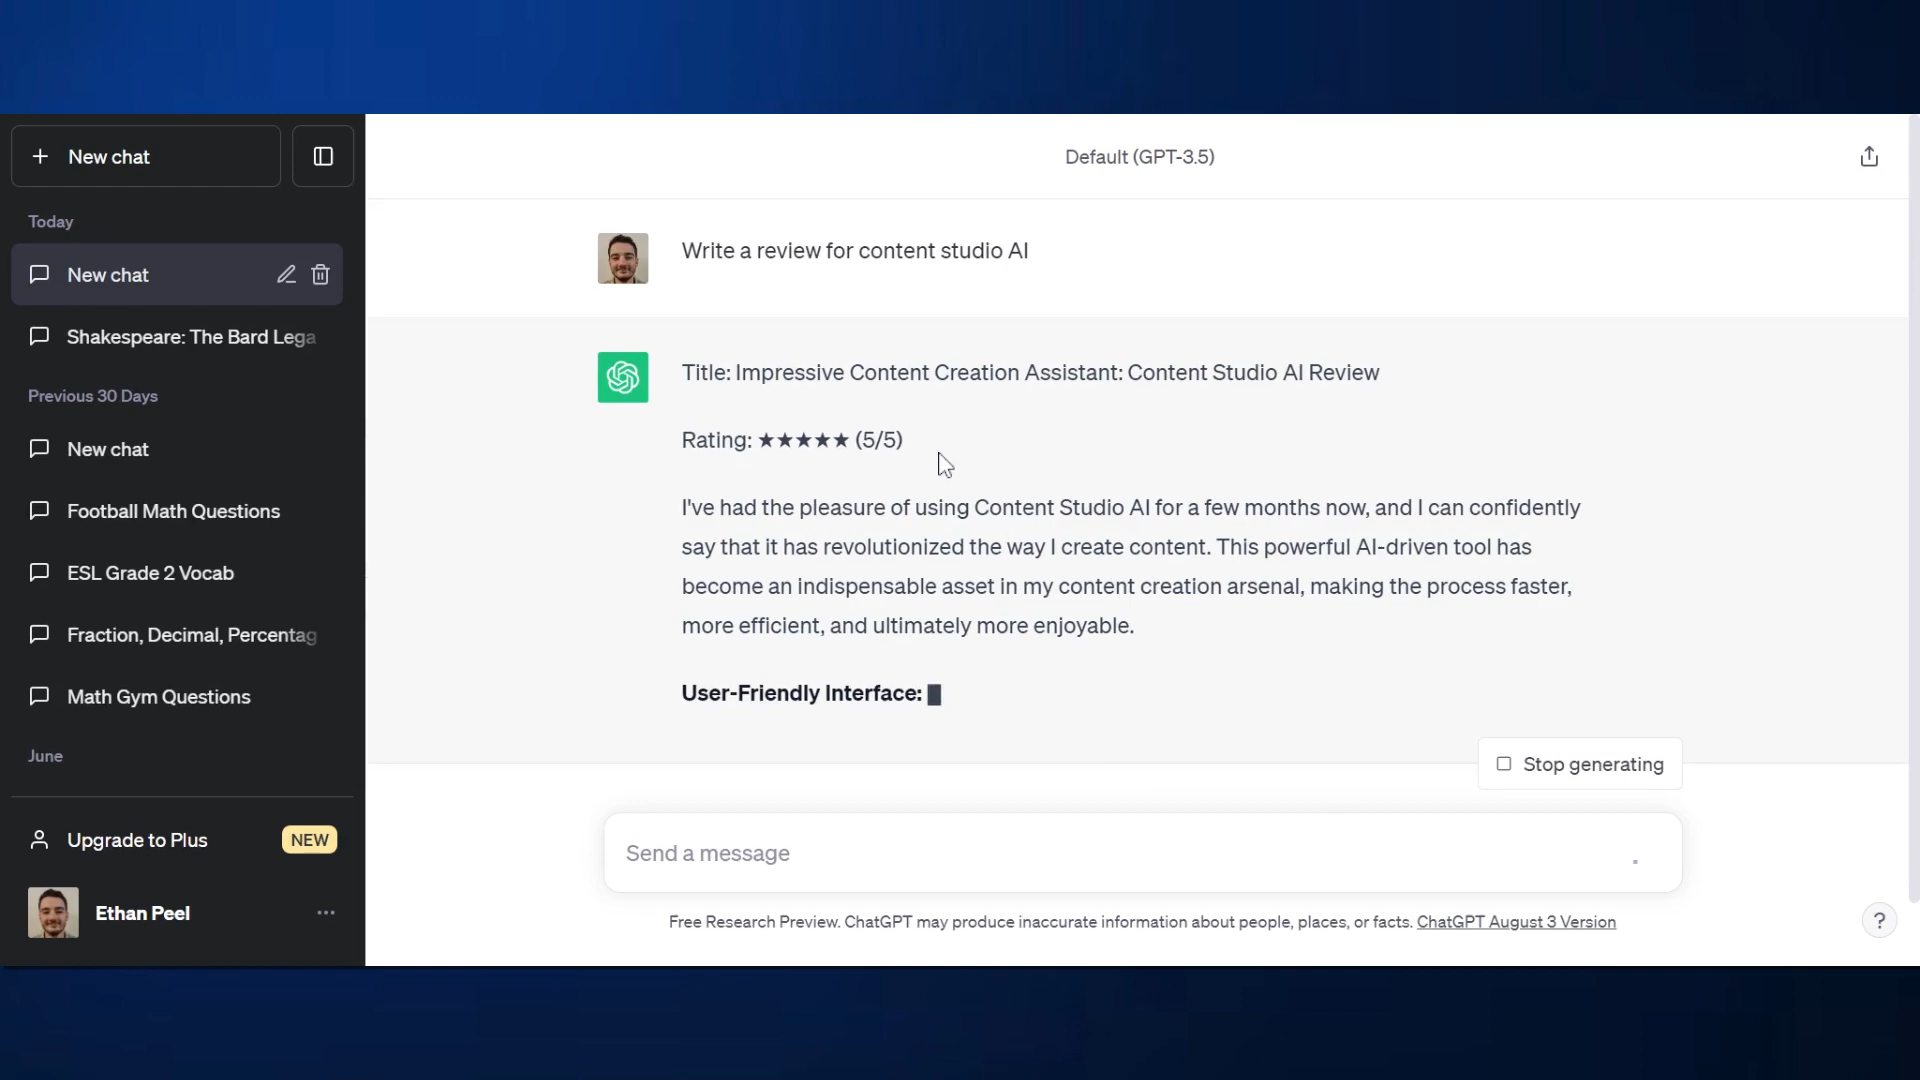 New chat
Today
New chat
Shakespeare: The Bard Lega
Previous 30 Days
New chat
Football Math Questions
ESL Grade 2 Vocab
Fraction, Decimal, Percentag
Math Gym Questions
June
Upgrade to Plus NEW
Ethan Peel
Default (GPT-3.5)
Write a review for content studio AI
Title: Impressive Content Creation Assistant: Content Studio AI Review
Rating: ★★★★★ (5/5)
I've had the pleasure of using Content Studio AI for a few months now, and I can confidently
say that it has revolutionized the way I create content. This powerful AI-driven tool has
become an indispensable asset in my content creation arsenal, making the process faster,
more efficient, and ultimately more enjoyable.
User-Friendly Interface:
Stop generating
Send a message
Free Research Preview. ChatGPT may produce inaccurate information about people, places, or facts. ChatGPT August 3 Version
?